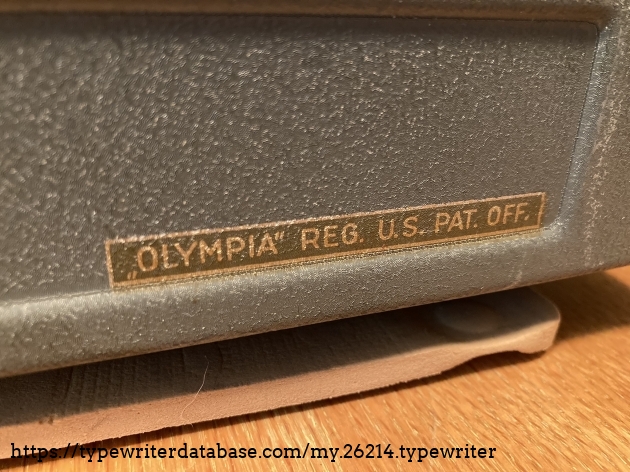 „OLYMPIA“ REG. U.S. PAT. OFF.
https://typewriterdatabase.com/my.26214.typewriter